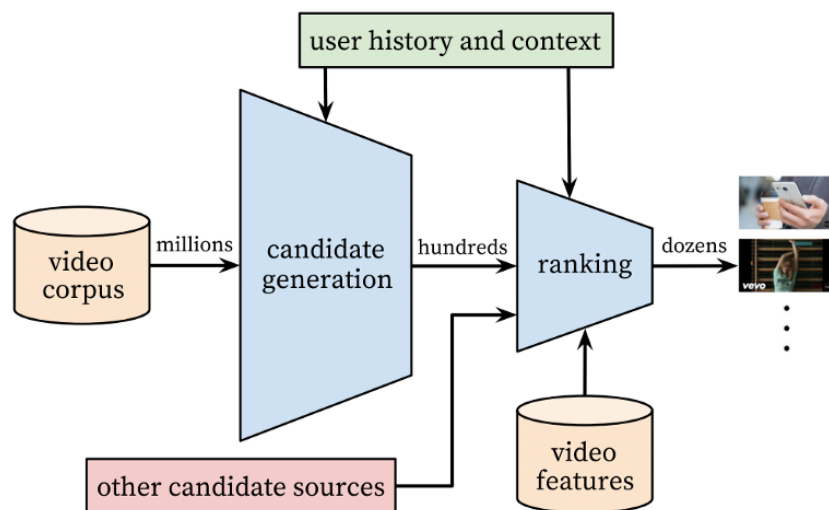 user history and context
millions
hundreds
dozens
video
corpus
candidate
generation
ranking
vevo
other candidate sources
video
features